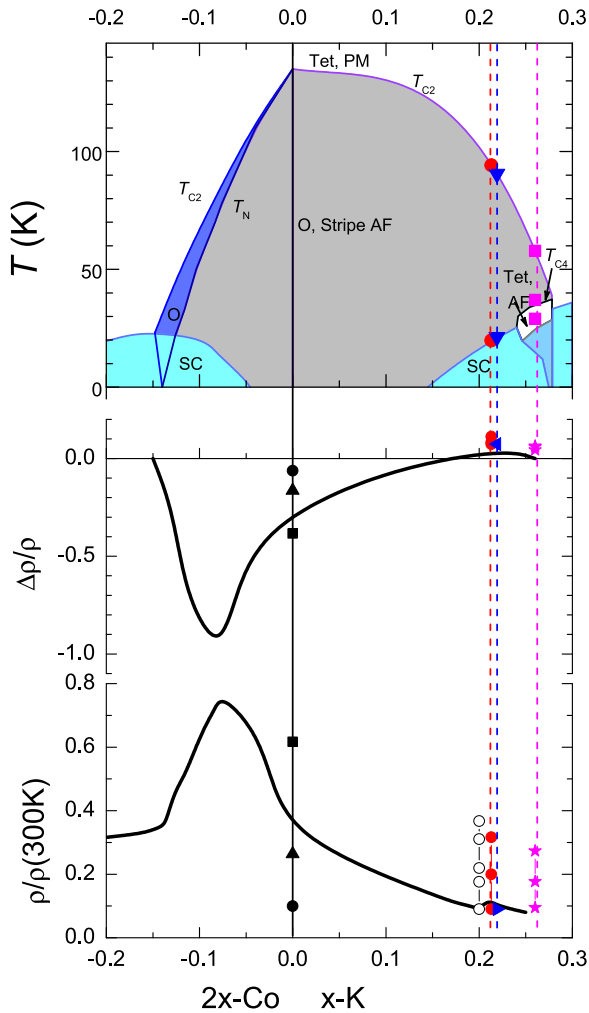 -0.2 -0.1 0.0 0.1 0.2 0.3
Tet, PM
T_C2
100
T_C2
T_N
O, Stripe AF
T (K)
50
Tet,
T_C4
AF
O
SC
SC
0
0.0
-0.5
Δρ/ρ
-1.0
0.8
0.6
0.4
ρ/ρ(300K)
0.2
0.0
-0.2 -0.1 0.0 0.1 0.2 0.3
2x-Co x-K